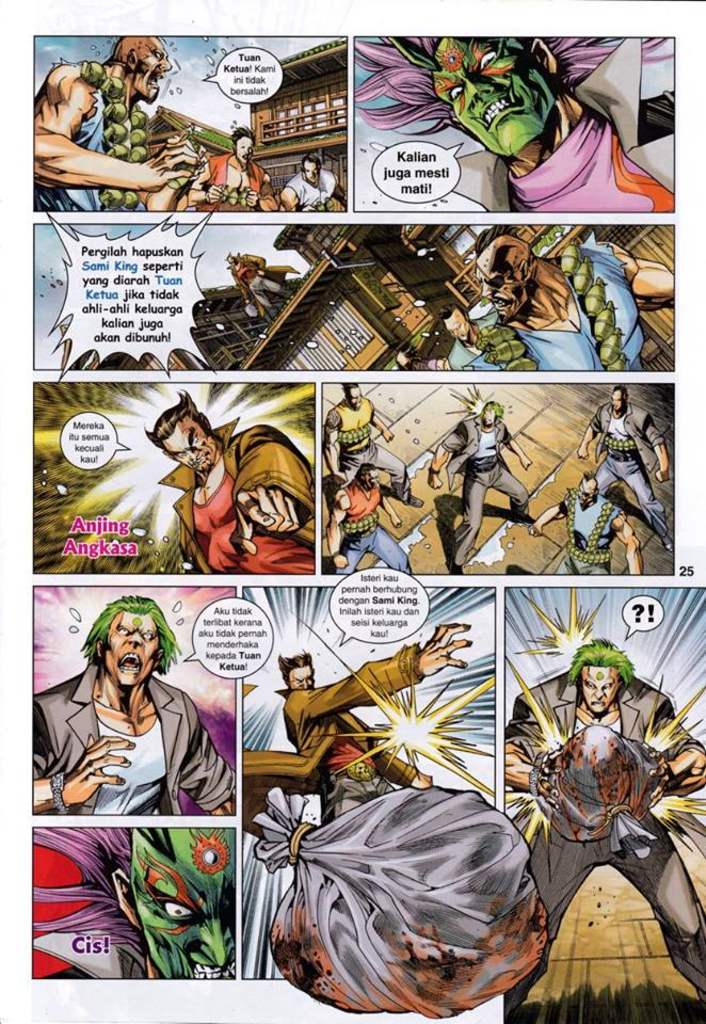 Tuan
Ketua! Kami
ini tidak
bersalah.
Kalian
juga mesti
mati!
Pergilah hapuskan
Sami King seperti
yang diarah Tuan
Ketua jika tidak
ahli-ahli keluarga
kalian juga
akan dibunuh!
Mereka
itu semua
kecuali
kau!
Anjing
Angkasa
25
Aku tidak
terlibat kerana
aku tidak pernah
menderhaka
kepada Tuan
Ketua!
Isteri kau
pernah berhubung
dengan Sami King.
Inilah isteri kau dan
seisi keluarga
kau!
?!
Cis!